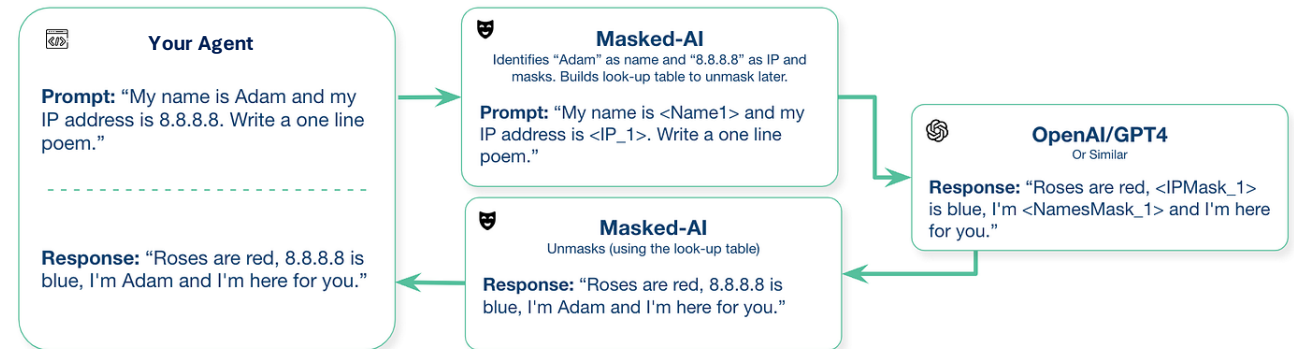 Your Agent
Prompt: “My name is Adam and my
IP address is 8.8.8.8. Write a one line
poem.”
Response: “Roses are red, 8.8.8.8 is
blue, I'm Adam and I'm here for you.”
Masked-AI
Identifies “Adam” as name and “8.8.8.8” as IP and
masks. Builds look-up table to unmask later.
Prompt: “My name is <Name1> and my
IP address is <IP_1>. Write a one line
poem.”
OpenAI/GPT4
Or Similar
Response: “Roses are red, <IPMask_1>
is blue, I'm <NamesMask_1> and I'm here
for you.”
Masked-AI
Unmasks (using the look-up table)
Response: “Roses are red, 8.8.8.8 is
blue, I'm Adam and I'm here for you.”